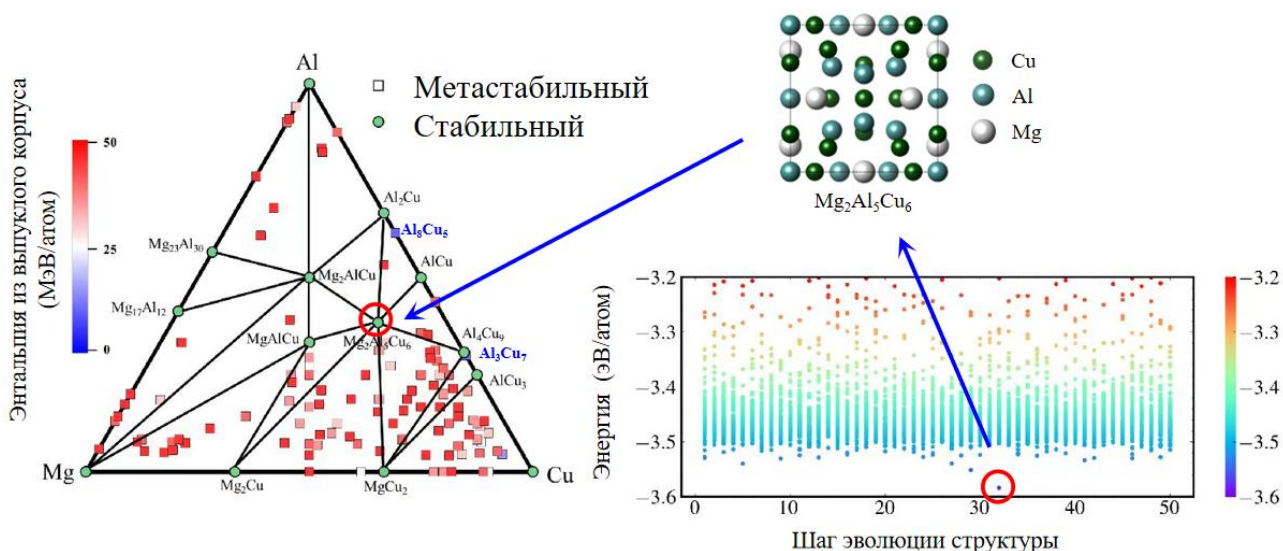 Энтальпия из выпуклого корпуса
(МэВ/атом)
50
25
0
Al
Метастабильный
Стабильный
Al₂Cu
Al₈Cu₅
Mg₂₃Al₃₀
Mg₂AlCu
AlCu
Mg₁₇Al₁₂
MgAlCu
Mg₂Al₅Cu₆
Al₄Cu₉
Al₃Cu₇
AlCu₃
Mg
Mg₂Cu
MgCu₂
Cu
Cu
Al
Mg
Mg₂Al₅Cu₆
Энергия (эВ/атом)
−3.2
−3.3
−3.4
−3.5
−3.6
0
10
20
30
40
50
Шаг эволюции структуры
−3.2
−3.3
−3.4
−3.5
−3.6